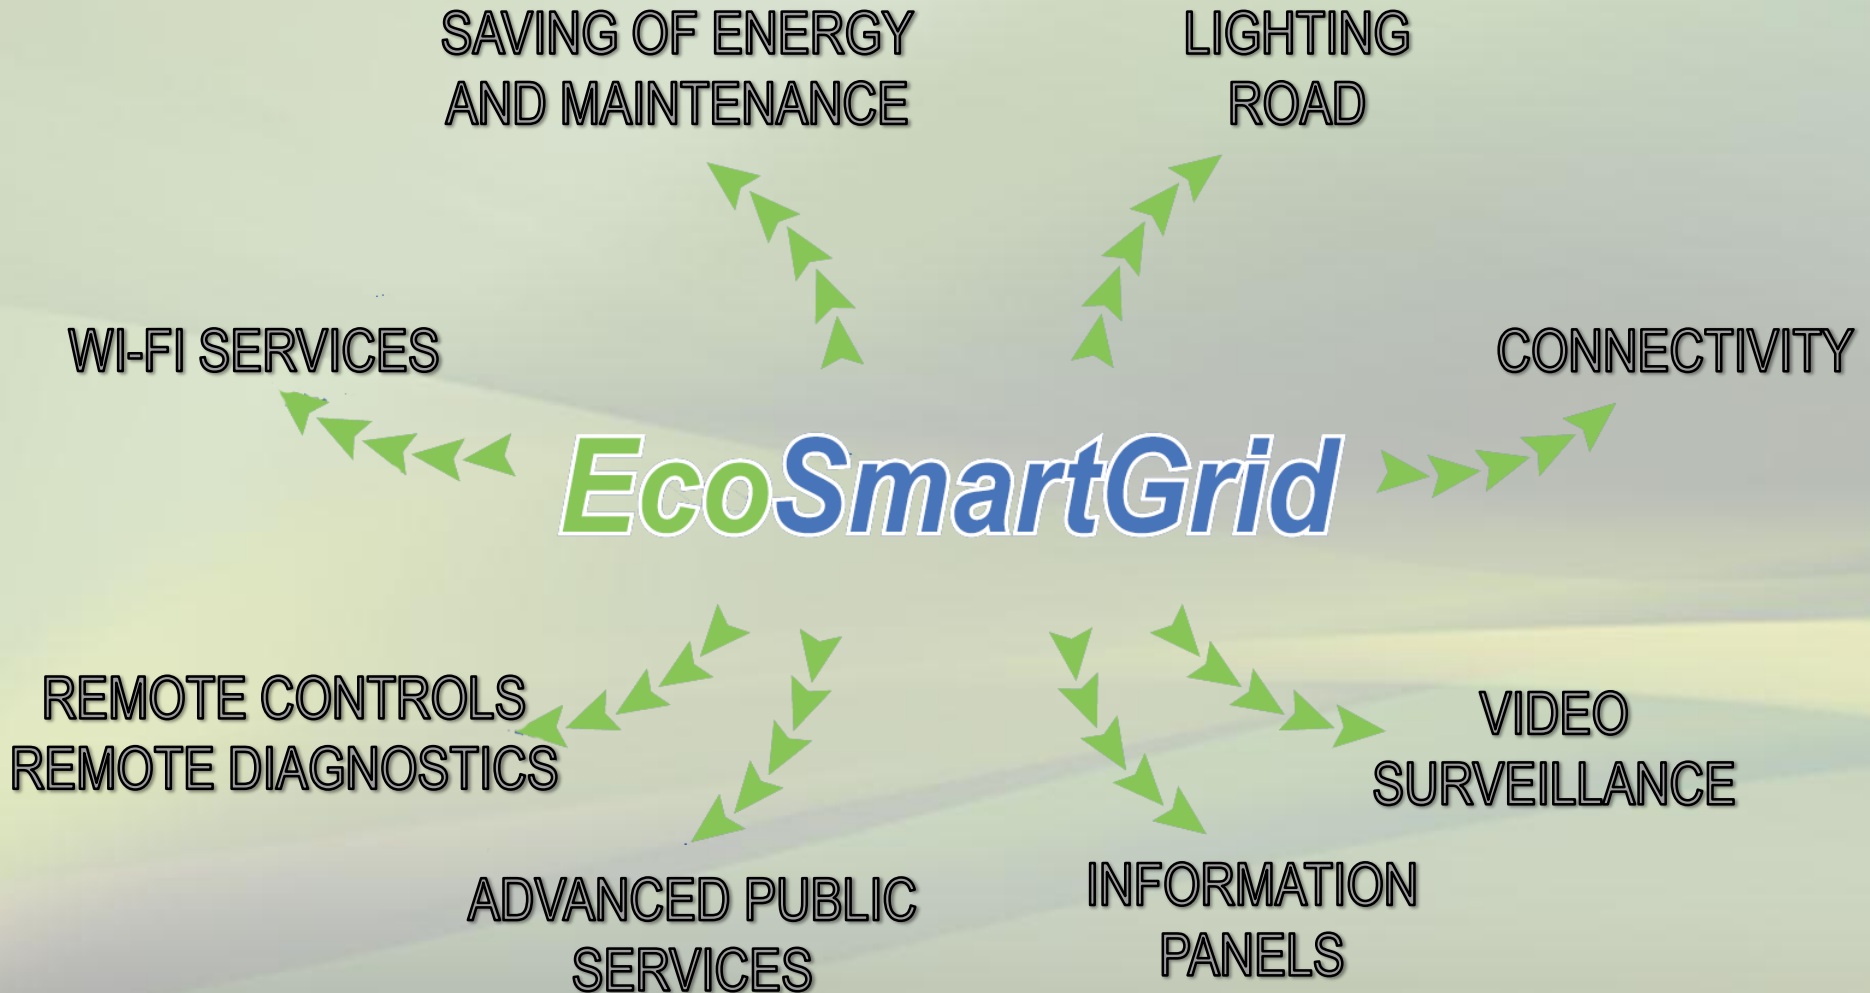 SAVING OF ENERGY
AND MAINTENANCE
LIGHTING
ROAD
WI-FI SERVICES
CONNECTIVITY
EcoSmartGrid
REMOTE CONTROLS
REMOTE DIAGNOSTICS
VIDEO
SURVEILLANCE
ADVANCED PUBLIC
SERVICES
INFORMATION
PANELS